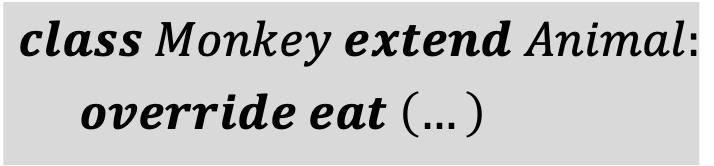 class Monkey extend Animal:
override eat (...)